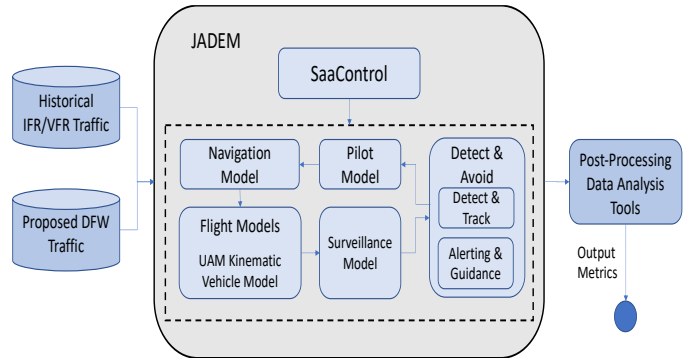 JADEM
SaaControl
Historical
IFR/VFR Traffic
Proposed DFW
Traffic
Navigation
Model
Pilot
Model
Detect &
Avoid
Detect &
Track
Alerting &
Guidance
Flight Models
UAM Kinematic
Vehicle Model
Surveillance
Model
Post-Processing
Data Analysis
Tools
Output
Metrics